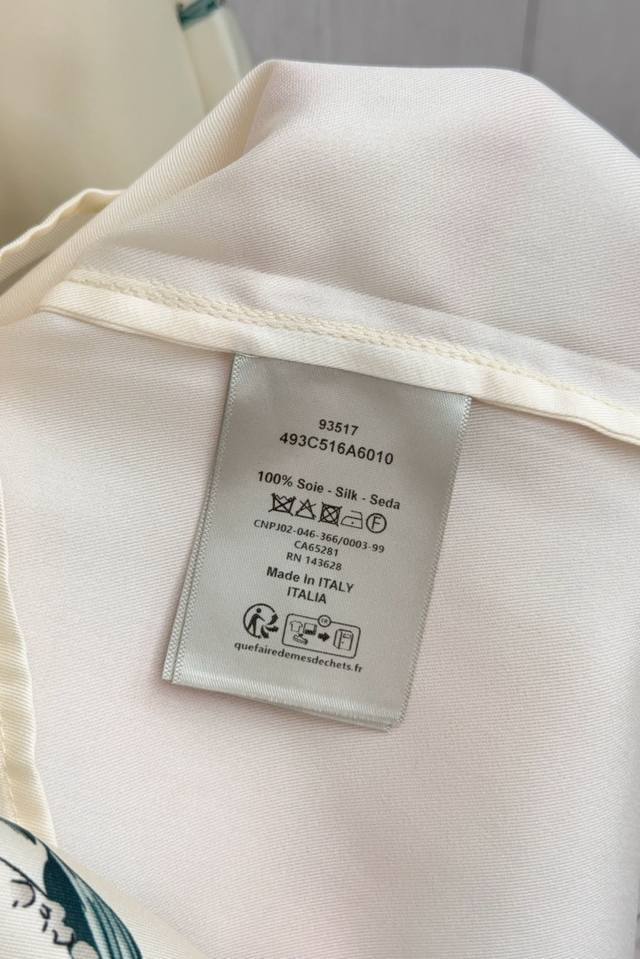 93517
493C516A6010
100% Soie - Silk - Seda
F
CNPJ02-046-366/0003-99
CA65281
RN 143628
Made in ITALY
ITALIA
FR
quefairedemesdechets.fr